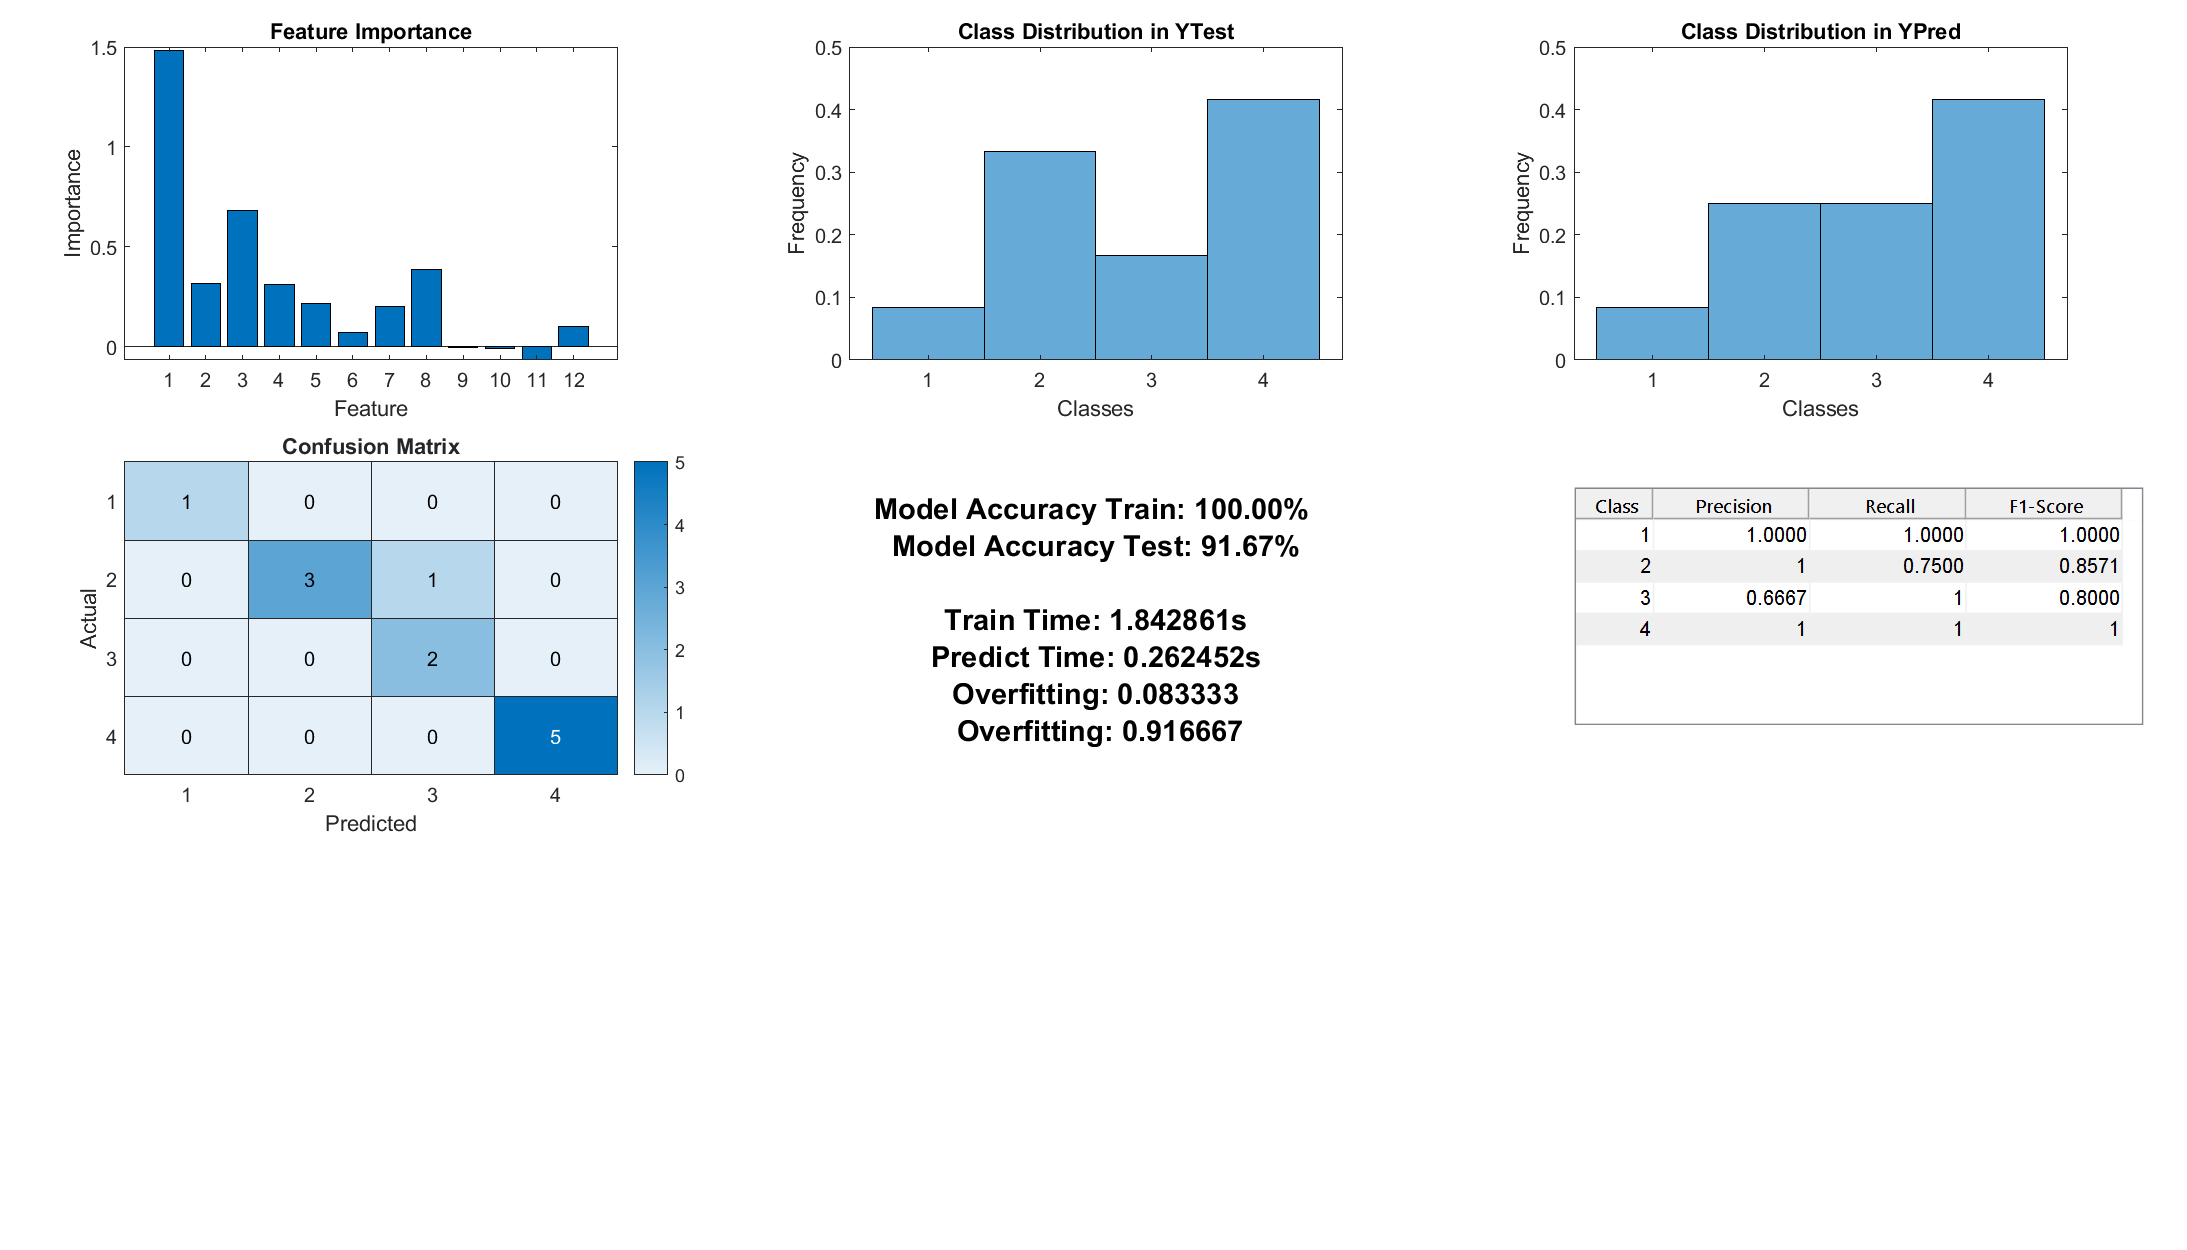 Feature Importance
1.5
1
0.5
0
Importance
1 2 3 4 5 6 7 8 9 10 11 12
Feature
Class Distribution in YTest
0.5
0.4
0.3
0.2
0.1
0
Frequency
1 2 3 4
Classes
Class Distribution in YPred
0.5
0.4
0.3
0.2
0.1
0
Frequency
1 2 3 4
Classes
Confusion Matrix
1 1 0 0 0
2 0 3 1 0
3 0 0 2 0
4 0 0 0 5
Actual
1 2 3 4
Predicted
5
4
3
2
1
0
Model Accuracy Train: 100.00%
Model Accuracy Test: 91.67%
Train Time: 1.842861s
Predict Time: 0.262452s
Overfitting: 0.083333
Overfitting: 0.916667
Class Precision Recall F1-Score
1 1.0000 1.0000 1.0000
2 1 0.7500 0.8571
3 0.6667 1 0.8000
4 1 1 1